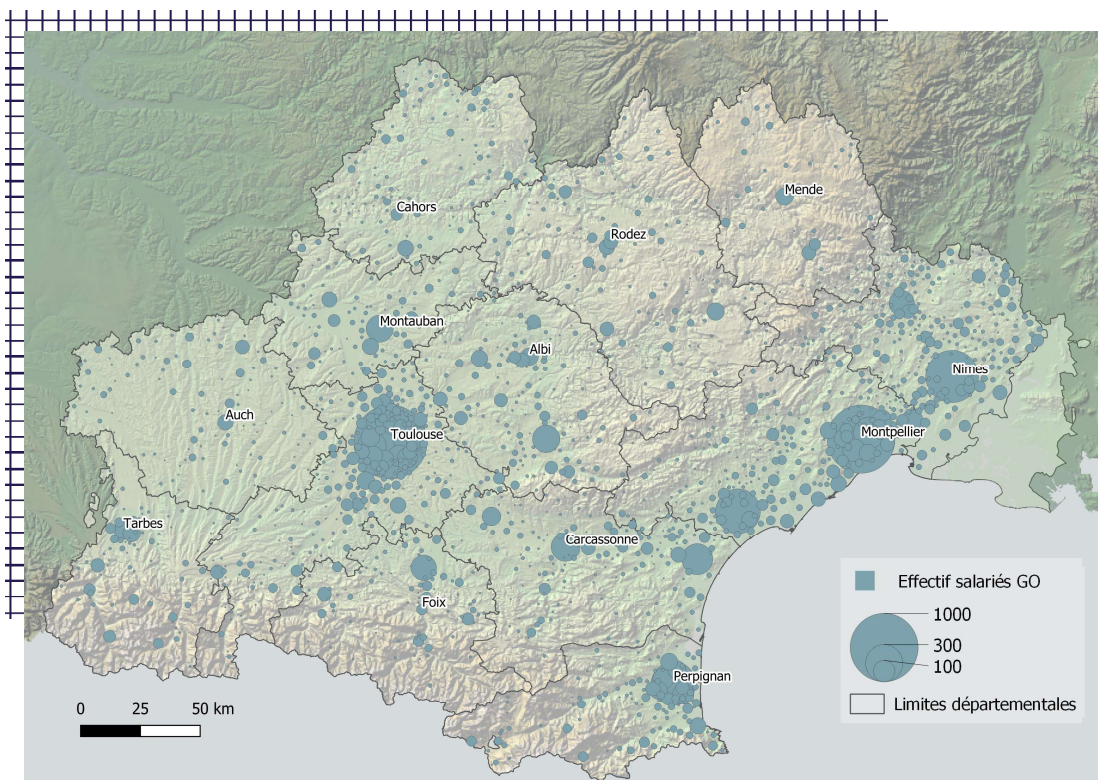 Mende
Cahors
Rodez
Montauban
Albi
Nîmes
Auch
Toulouse
Montpellier
Tarbes
Carcassonne
Foix
Perpignan
Effectif salariés GO
1000
300
100
Limites départementales
0 25 50 km